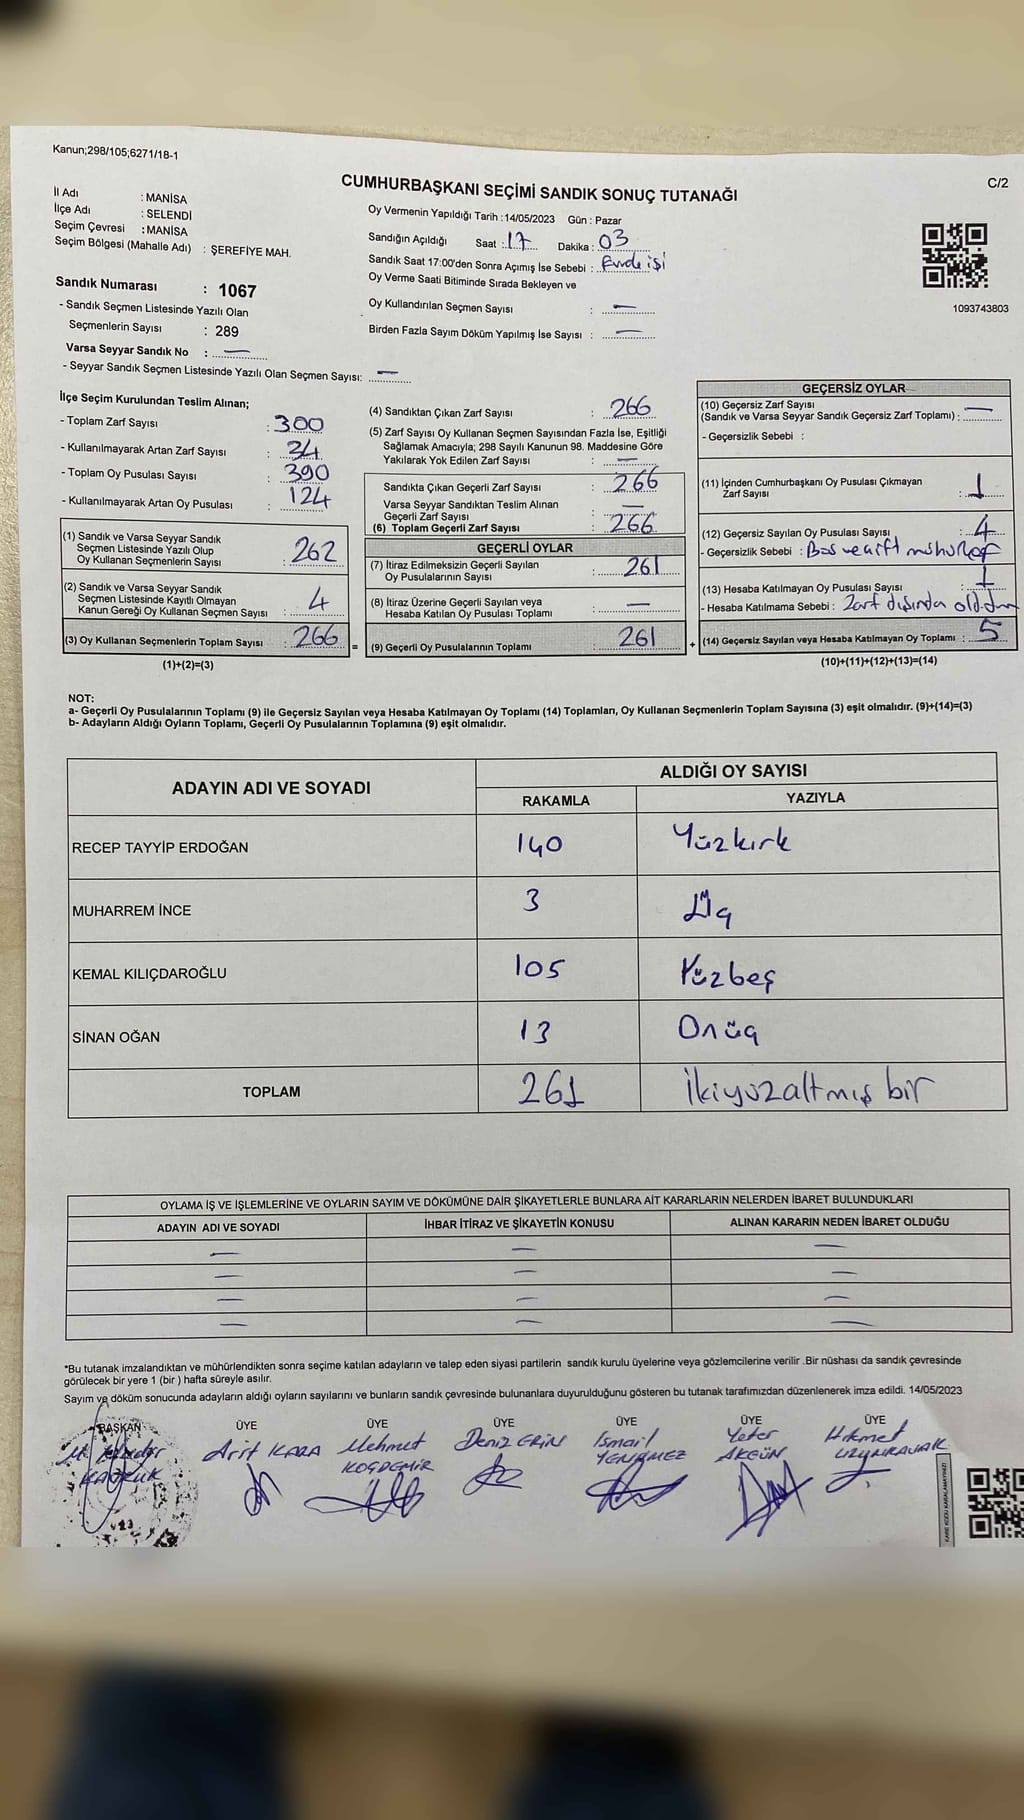 Kanun;298/105;6271/18-1
C/2
CUMHURBAŞKANI SEÇİMİ SANDIK SONUÇ TUTANAĞI
İl Adı : MANİSA
İlçe Adı : SELENDİ
Seçim Çevresi : MANİSA
Seçim Bölgesi (Mahalle Adı) : ŞEREFİYE MAH.
Sandık Numarası : 1067
- Sandık Seçmen Listesinde Yazılı Olan
Seçmenlerin Sayısı : 289
Varsa Seyyar Sandık No : —
- Seyyar Sandık Seçmen Listesinde Yazılı Olan Seçmen Sayısı: —
Oy Vermenin Yapıldığı Tarih :14/05/2023 Gün : Pazar
Sandığın Açıldığı Saat : 17 Dakika : 03
Sandık Saat 17:00'den Sonra Açımış İse Sebebi :
Oy Verme Saati Bitiminde Sırada Bekleyen ve
Oy Kullandırılan Seçmen Sayısı : —
Birden Fazla Sayım Döküm Yapılmış İse Sayısı : —
1093743803
İlçe Seçim Kurulundan Teslim Alınan;
- Toplam Zarf Sayısı : 300
- Kullanılmayarak Artan Zarf Sayısı : 34
- Toplam Oy Pusulası Sayısı : 390
- Kullanılmayarak Artan Oy Pusulası : 124
(1) Sandık ve Varsa Seyyar Sandık
Seçmen Listesinde Yazılı Olup
Oy Kullanan Seçmenlerin Sayısı : 262
(2) Sandık ve Varsa Seyyar Sandık
Seçmen Listesinde Kayıtlı Olmayan
Kanun Gereği Oy Kullanan Seçmen Sayısı : 4
(3) Oy Kullanan Seçmenlerin Toplam Sayısı : 266
(1)+(2)=(3)
(4) Sandıktan Çıkan Zarf Sayısı : 266
(5) Zarf Sayısı Oy Kullanan Seçmen Sayısından Fazla İse, Eşitliği
Sağlamak Amacıyla; 298 Sayılı Kanunun 98. Maddesine Göre
Yakılarak Yok Edilen Zarf Sayısı : —
Sandıkta Çıkan Geçerli Zarf Sayısı : 266
Varsa Seyyar Sandıktan Teslim Alınan
Geçerli Zarf Sayısı : —
(6) Toplam Geçerli Zarf Sayısı : 266
GEÇERLİ OYLAR
(7) İtiraz Edilmeksizin Geçerli Sayılan
Oy Pusulalarının Sayısı : 261
(8) İtiraz Üzerine Geçerli Sayılan veya
Hesaba Katılan Oy Pusulası Toplamı : —
(9) Geçerli Oy Pusulalarının Toplamı : 261
GEÇERSİZ OYLAR
(10) Geçersiz Zarf Sayısı
(Sandık ve Varsa Seyyar Sandık Geçersiz Zarf Toplamı) : —
- Geçersizlik Sebebi :
(11) İçinden Cumhurbaşkanı Oy Pusulası Çıkmayan
Zarf Sayısı : 1
(12) Geçersiz Sayılan Oy Pusulası Sayısı : 4
- Geçersizlik Sebebi : Boş ve çift
(13) Hesaba Katılmayan Oy Pusulası Sayısı :
- Hesaba Katılmama Sebebi : Zarf dışında
(14) Geçersiz Sayılan veya Hesaba Katılmayan Oy Toplamı : 5
(10)+(11)+(12)+(13)=(14)
NOT:
a- Geçerli Oy Pusulalarının Toplamı (9) ile Geçersiz Sayılan veya Hesaba Katılmayan Oy Toplamı (14) Toplamları, Oy Kullanan Seçmenlerin Toplam Sayısına (3) eşit olmalıdır. (9)+(14)=(3)
b- Adayların Aldığı Oyların Toplamı, Geçerli Oy Pusulalarının Toplamına (9) eşit olmalıdır.
ADAYIN ADI VE SOYADI ALDIĞI OY SAYISI
RAKAMLA YAZIYLA
RECEP TAYYİP ERDOĞAN 140 Yüzkırk
MUHARREM İNCE 3 Üç
KEMAL KILIÇDAROĞLU 105 Yüzbeş
SİNAN OĞAN 13 Onüç
TOPLAM 261 İkiyüzaltmış bir
OYLAMA İŞ VE İŞLEMLERİNE VE OYLARIN SAYIM VE DÖKÜMÜNE DAİR ŞİKAYETLERLE BUNLARA AİT KARARLARIN NELERDEN İBARET BULUNDUKLARI
ADAYIN ADI VE SOYADI İHBAR İTİRAZ VE ŞİKAYETİN KONUSU ALINAN KARARIN NEDEN İBARET OLDUĞU
— — —
— — —
— — —
— — —
*Bu tutanak imzalandıktan ve mühürlendikten sonra seçime katılan adayların ve talep eden siyasi partilerin sandık kurulu üyelerine veya gözlemcilerine verilir .Bir nüshası da sandık çevresinde
görülecek bir yere 1 (bir ) hafta süreyle asılır.
Sayım ve döküm sonucunda adayların aldığı oyların sayılarını ve bunların sandık çevresinde bulunanlara duyurulduğunu gösteren bu tutanak tarafımızdan düzenlenerek imza edildi. 14/05/2023
BAŞKAN ÜYE ÜYE ÜYE ÜYE ÜYE ÜYE
Arif KARA Mehmet KOÇDEMİR Deniz ERİN İsmail YENİLMEZ Yeter AKGÜN Hikmet